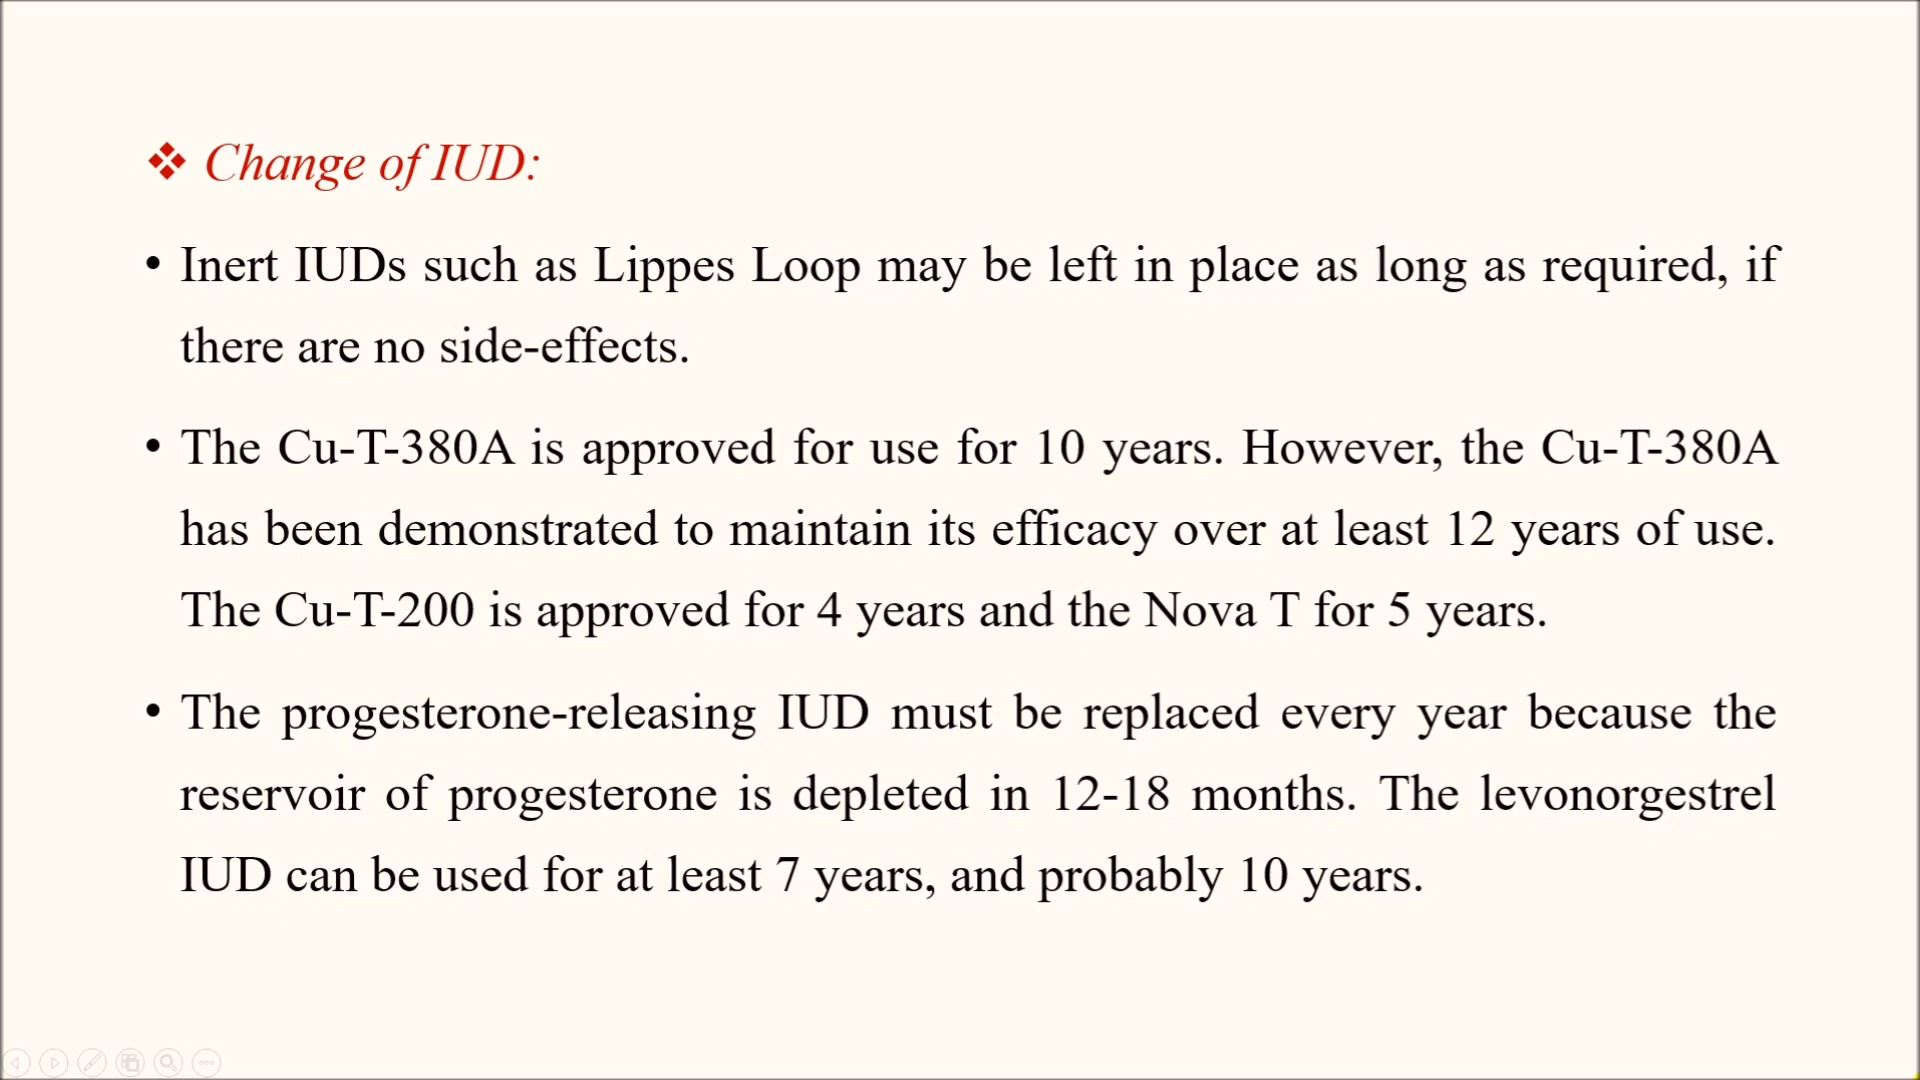 ❖ Change of IUD:
• Inert IUDs such as Lippes Loop may be left in place as long as required, if
there are no side-effects.
• The Cu-T-380A is approved for use for 10 years. However, the Cu-T-380A
has been demonstrated to maintain its efficacy over at least 12 years of use.
The Cu-T-200 is approved for 4 years and the Nova T for 5 years.
• The progesterone-releasing IUD must be replaced every year because the
reservoir of progesterone is depleted in 12-18 months. The levonorgestrel
IUD can be used for at least 7 years, and probably 10 years.